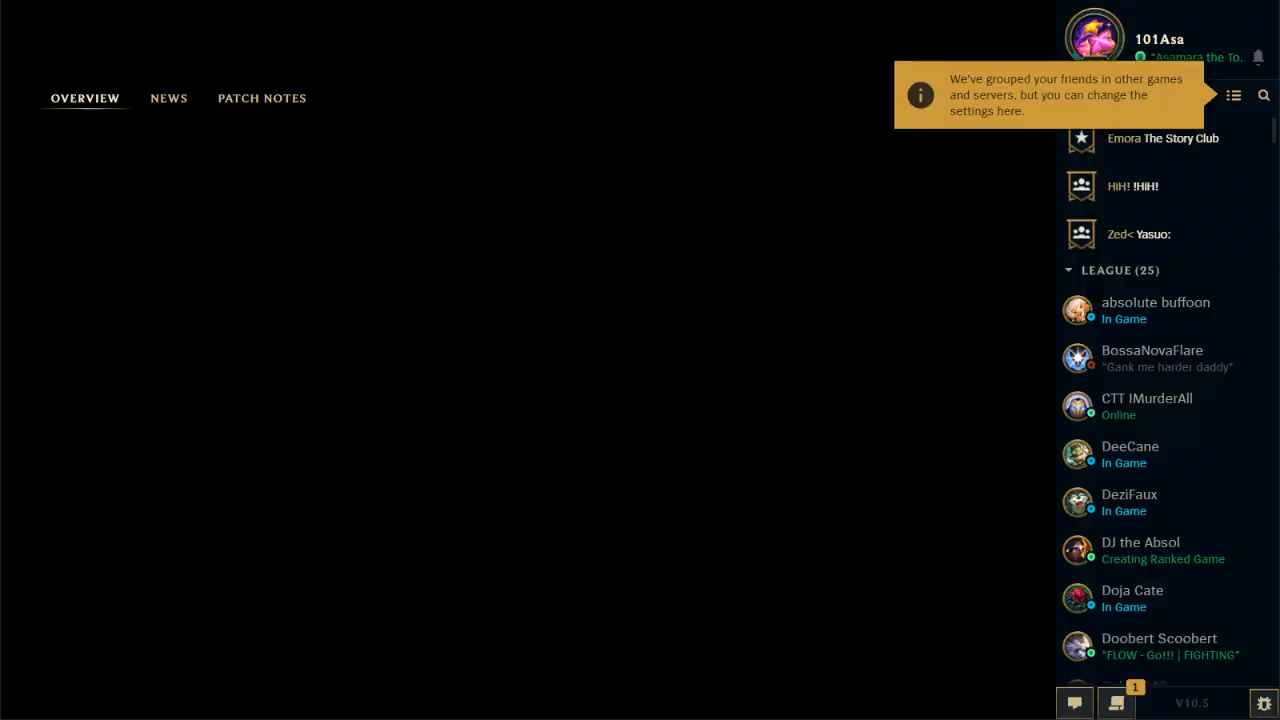 101Asa
"Asamara the To.
We've grouped your friends in other games
and servers, but you can change the
settings here.
OVERVIEW NEWS PATCH NOTES
Emora The Story Club
HiH! !HiH!
Zed< Yasuo:
LEAGUE (25)
absolute buffoon
In Game
BossaNovaFlare
"Gank me harder daddy"
CTT IMurderAll
Online
DeeCane
In Game
DeziFaux
In Game
DJ the Absol
Creating Ranked Game
Doja Cate
In Game
Doobert Scoobert
"FLOW - Go!!! | FIGHTING"
1
V10.5